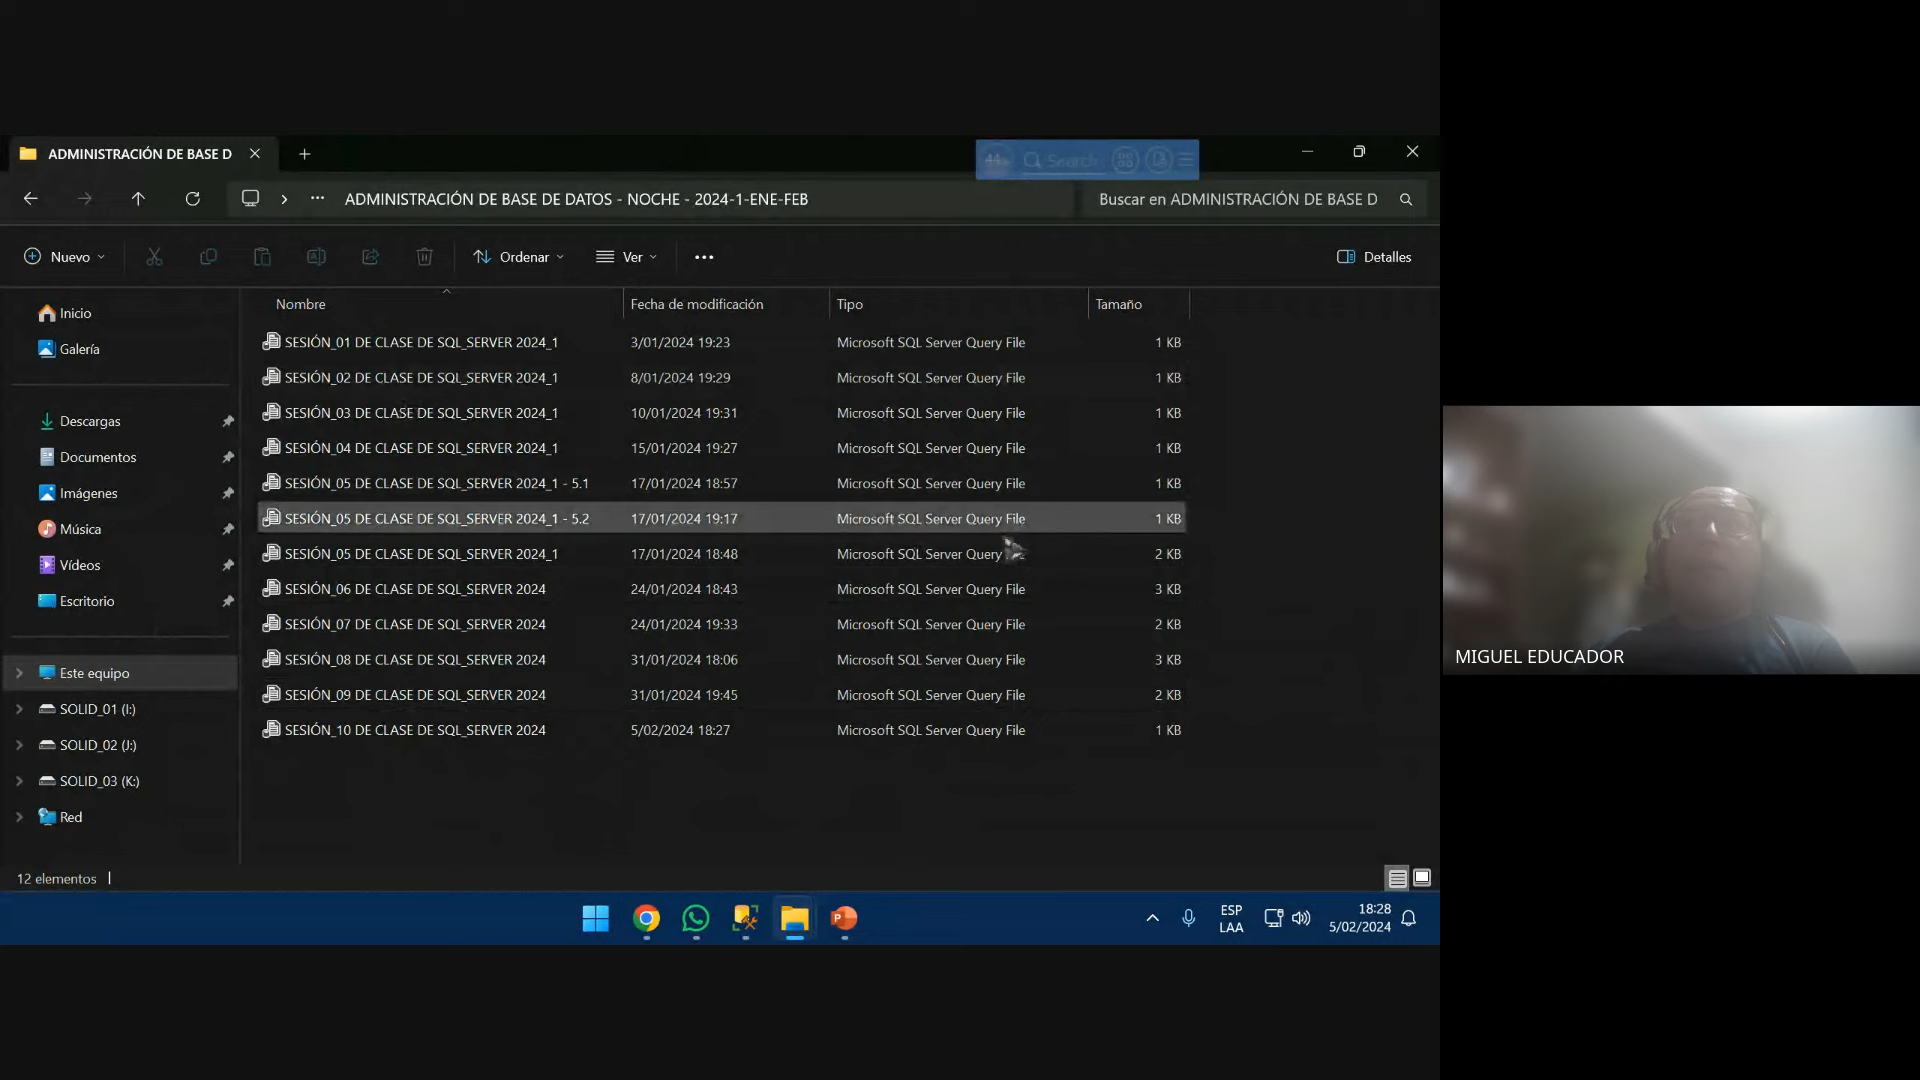 ADMINISTRACIÓN DE BASE D
44
Search
ADMINISTRACIÓN DE BASE DE DATOS - NOCHE - 2024-1-ENE-FEB
Buscar en ADMINISTRACIÓN DE BASE D
Nuevo
Ordenar
Ver
Detalles
Nombre Fecha de modificación Tipo Tamaño
Inicio
Galería
Descargas
Documentos
Imágenes
Música
Vídeos
Escritorio
Este equipo
SOLID_01 (I:)
SOLID_02 (J:)
SOLID_03 (K:)
Red
SESIÓN_01 DE CLASE DE SQL_SERVER 2024_1 3/01/2024 19:23 Microsoft SQL Server Query File 1 KB
SESIÓN_02 DE CLASE DE SQL_SERVER 2024_1 8/01/2024 19:29 Microsoft SQL Server Query File 1 KB
SESIÓN_03 DE CLASE DE SQL_SERVER 2024_1 10/01/2024 19:31 Microsoft SQL Server Query File 1 KB
SESIÓN_04 DE CLASE DE SQL_SERVER 2024_1 15/01/2024 19:27 Microsoft SQL Server Query File 1 KB
SESIÓN_05 DE CLASE DE SQL_SERVER 2024_1 - 5.1 17/01/2024 18:57 Microsoft SQL Server Query File 1 KB
SESIÓN_05 DE CLASE DE SQL_SERVER 2024_1 - 5.2 17/01/2024 19:17 Microsoft SQL Server Query File 1 KB
SESIÓN_05 DE CLASE DE SQL_SERVER 2024_1 17/01/2024 18:48 Microsoft SQL Server Query 2 KB
SESIÓN_06 DE CLASE DE SQL_SERVER 2024 24/01/2024 18:43 Microsoft SQL Server Query File 3 KB
SESIÓN_07 DE CLASE DE SQL_SERVER 2024 24/01/2024 19:33 Microsoft SQL Server Query File 2 KB
SESIÓN_08 DE CLASE DE SQL_SERVER 2024 31/01/2024 18:06 Microsoft SQL Server Query File 3 KB
SESIÓN_09 DE CLASE DE SQL_SERVER 2024 31/01/2024 19:45 Microsoft SQL Server Query File 2 KB
SESIÓN_10 DE CLASE DE SQL_SERVER 2024 5/02/2024 18:27 Microsoft SQL Server Query File 1 KB
12 elementos
ESP
LAA
18:28
5/02/2024
MIGUEL EDUCADOR